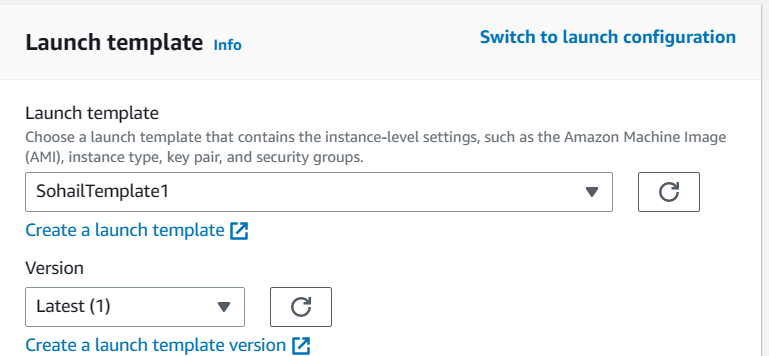 Launch template Info Switch to launch configuration
Launch template
Choose a launch template that contains the instance-level settings, such as the Amazon Machine Image
(AMI), instance type, key pair, and security groups.
SohailTemplate1
Create a launch template
Version
Latest (1)
Create a launch template version